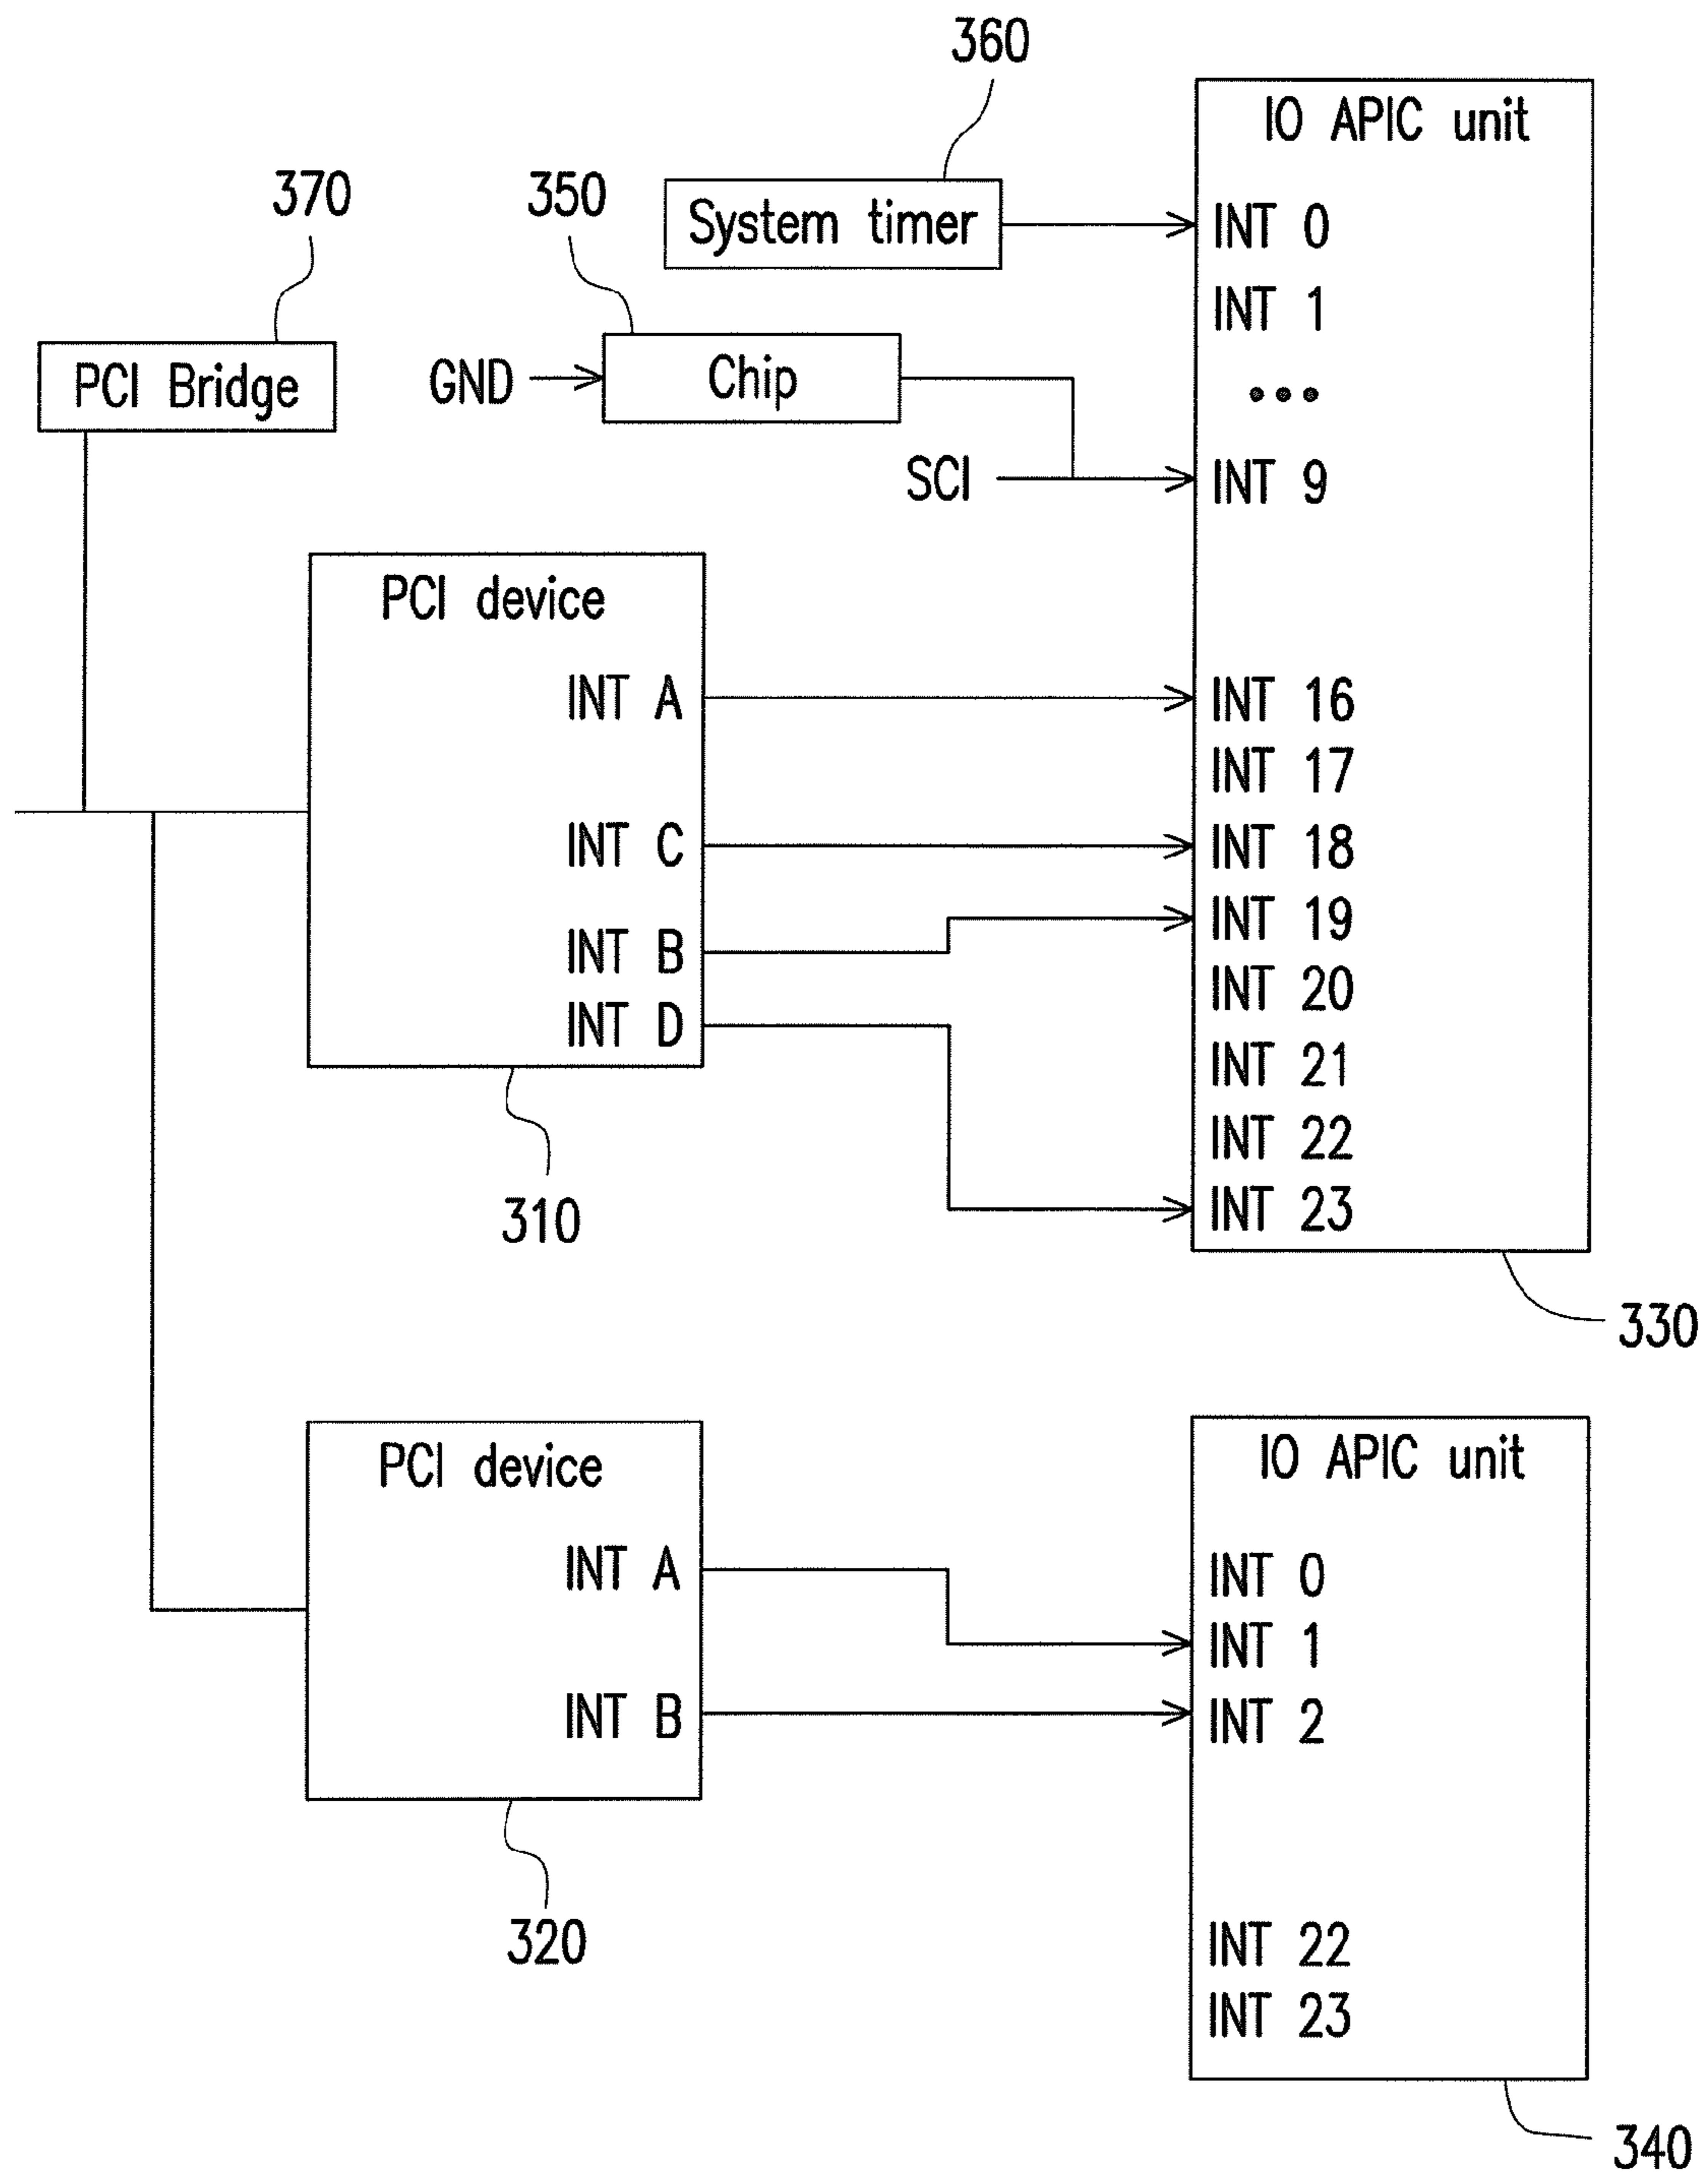 360
IO APIC unit
370
350
System timer
INT 0
INT 1
PCI Bridge
GND
Chip
•••
SCI
INT 9
PCI device
INT A
INT 16
INT 17
INT C
INT 18
INT B
INT 19
INT D
INT 20
INT 21
INT 22
310
INT 23
330
PCI device
IO APIC unit
INT A
INT 0
INT 1
INT B
INT 2
320
INT 22
INT 23
340